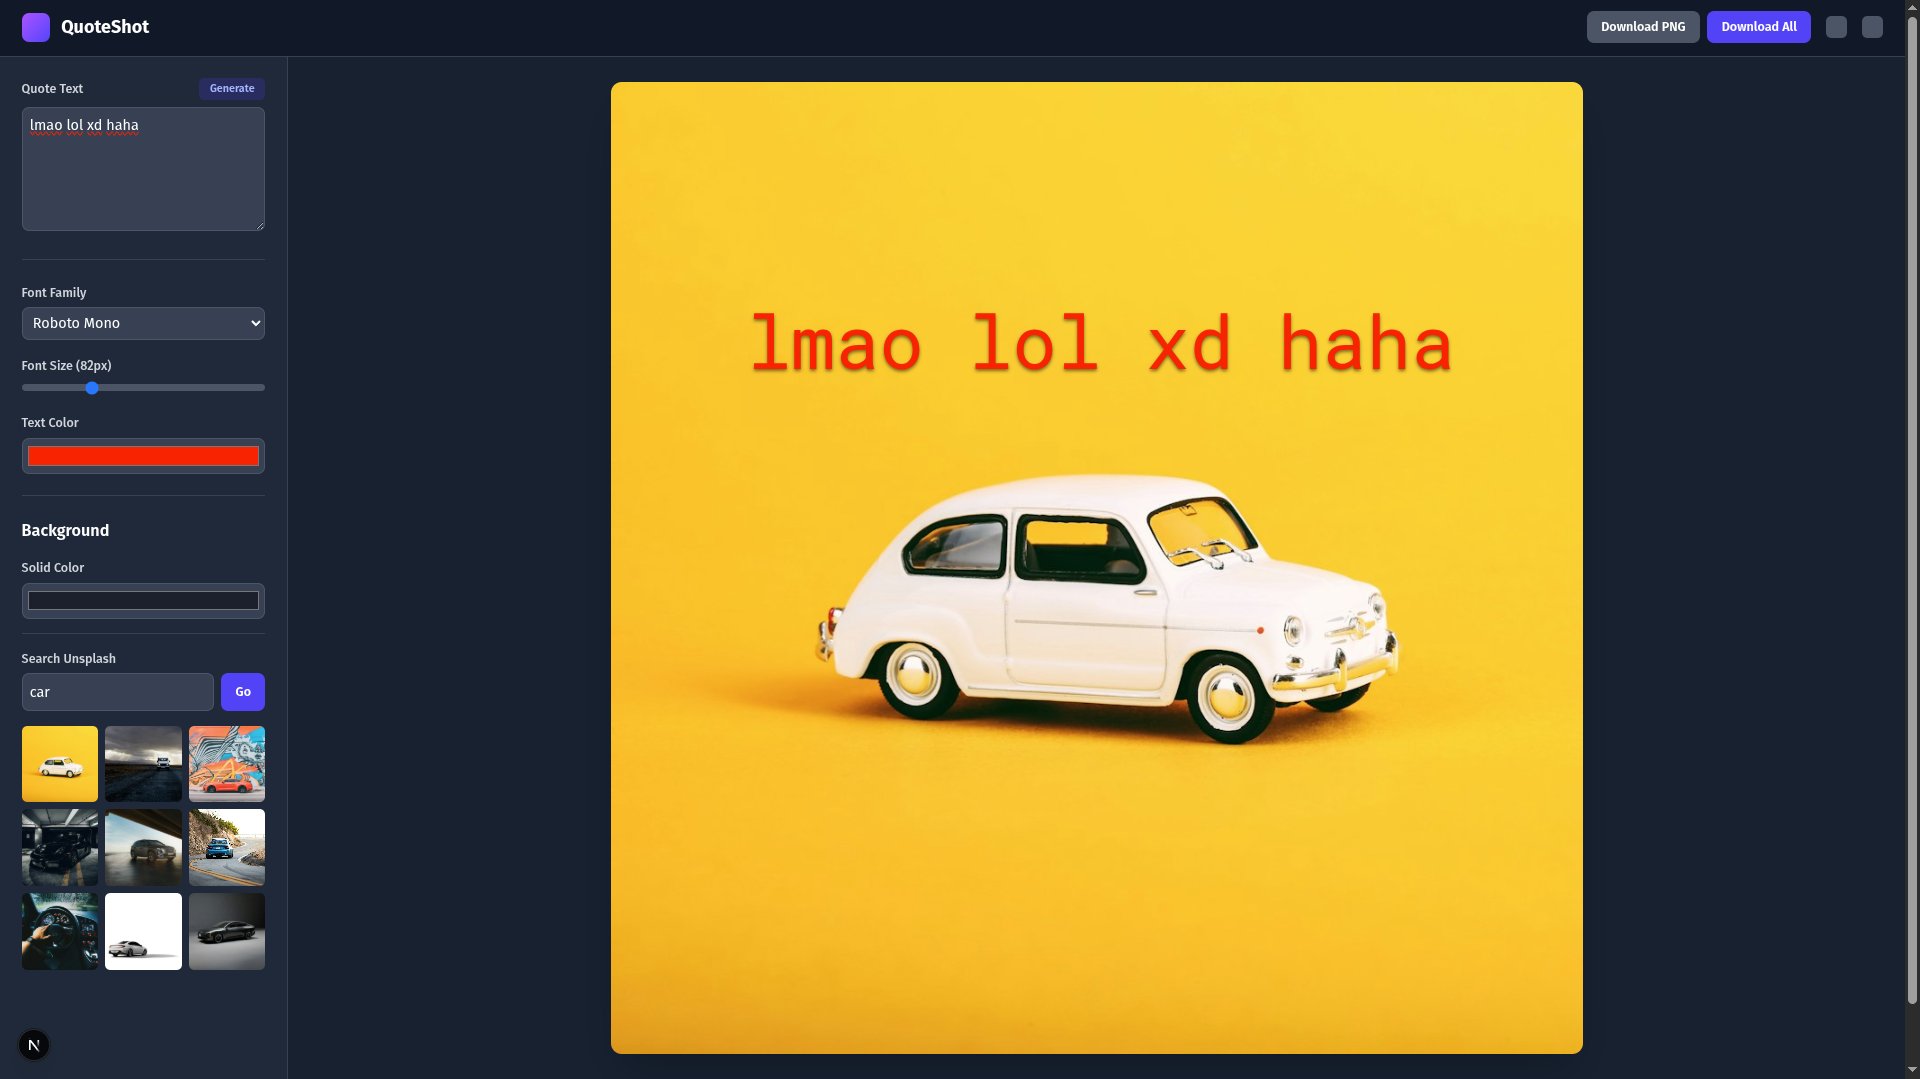 QuoteShot
Download PNG
Download All
Quote Text
Generate
lmao lol xd haha
Font Family
Roboto Mono
Font Size (82px)
Text Color
Background
Solid Color
Search Unsplash
car
Go
N
lmao lol xd haha